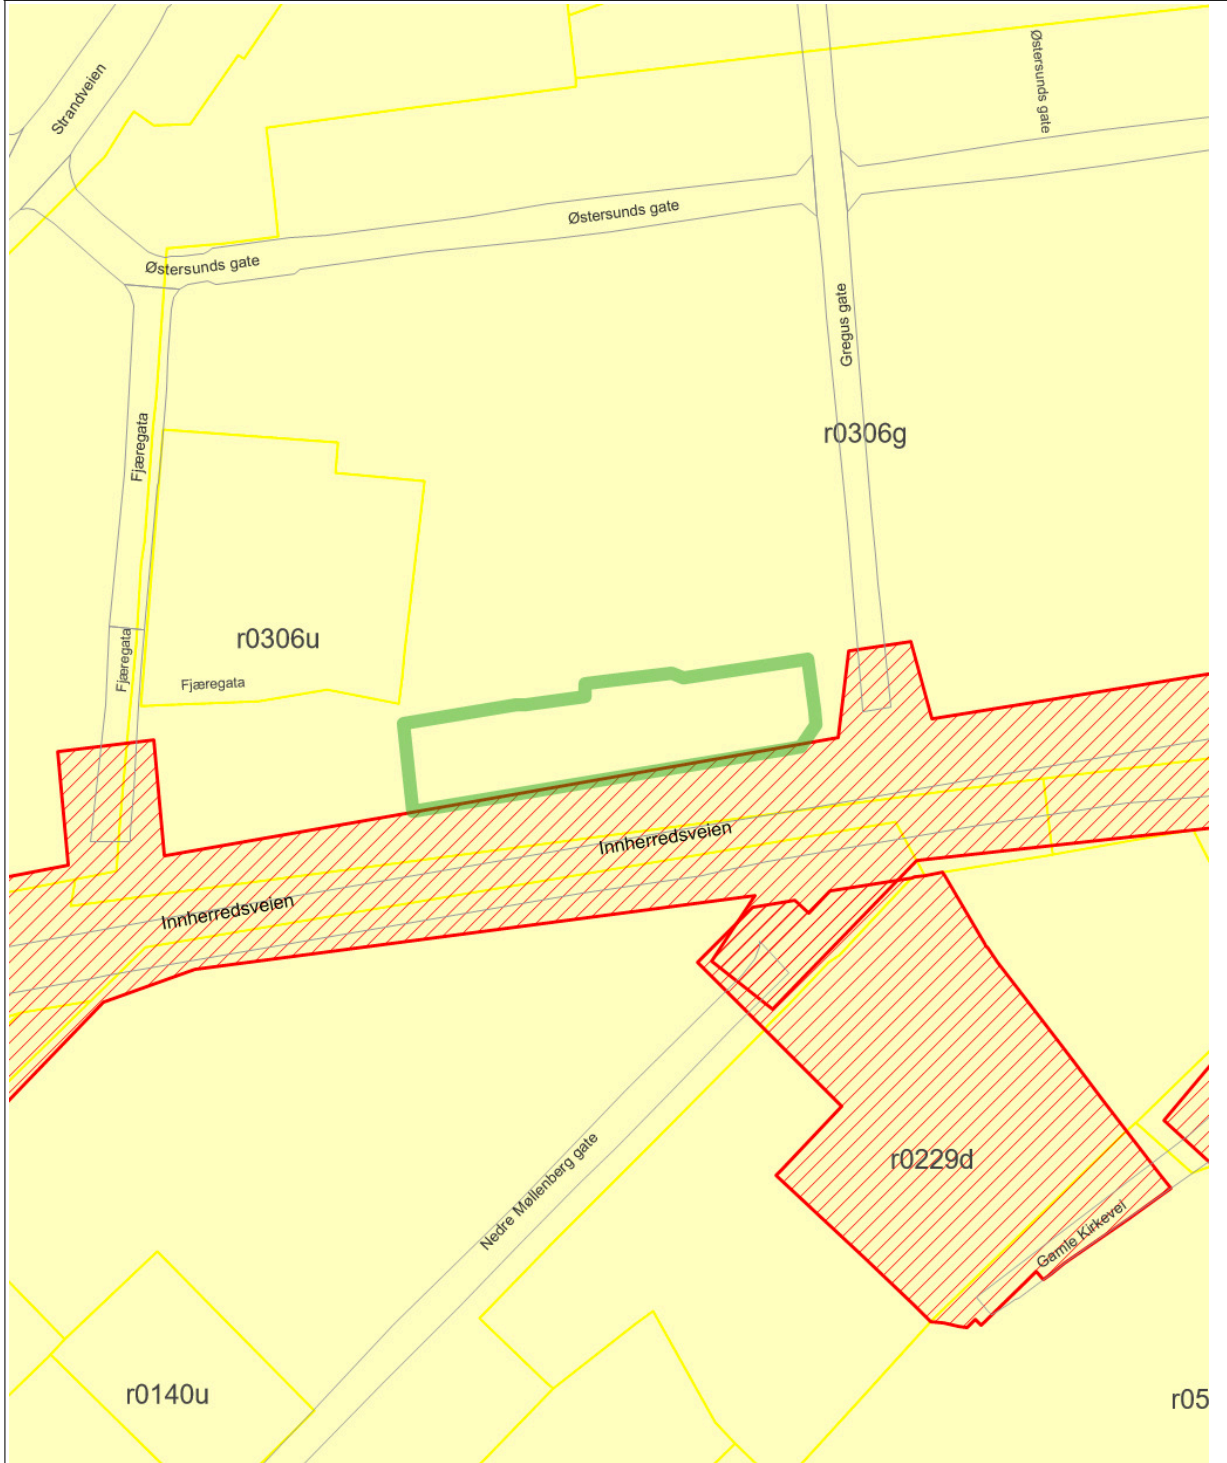 Strandveien
Østersunds gate
Østersunds gate
Østersunds gate
Gregus gate
Fjæregata
r0306g
r0306u
Fjæregata
Fjæregata
Innherredsveien
Innherredsveien
Nedre Møllenberg gate
r0229d
Gamle Kirkevei
r0140u
r05